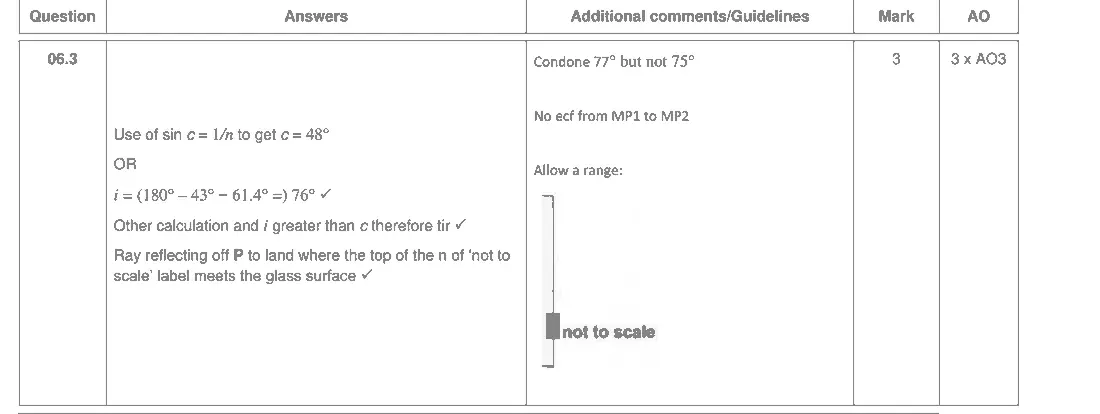 Question Answers Additional comments/Guidelines Mark AO
06.3 Condone 77° but not 75° 3 3 x AO3
No ecf from MP1 to MP2
Use of sin c = 1/n to get c = 48°
OR
Allow a range:
i = (180° – 43° – 61.4° =) 76° ✓
Other calculation and i greater than c therefore tir ✓
Ray reflecting off P to land where the top of the n of 'not to
scale' label meets the glass surface ✓
not to scale